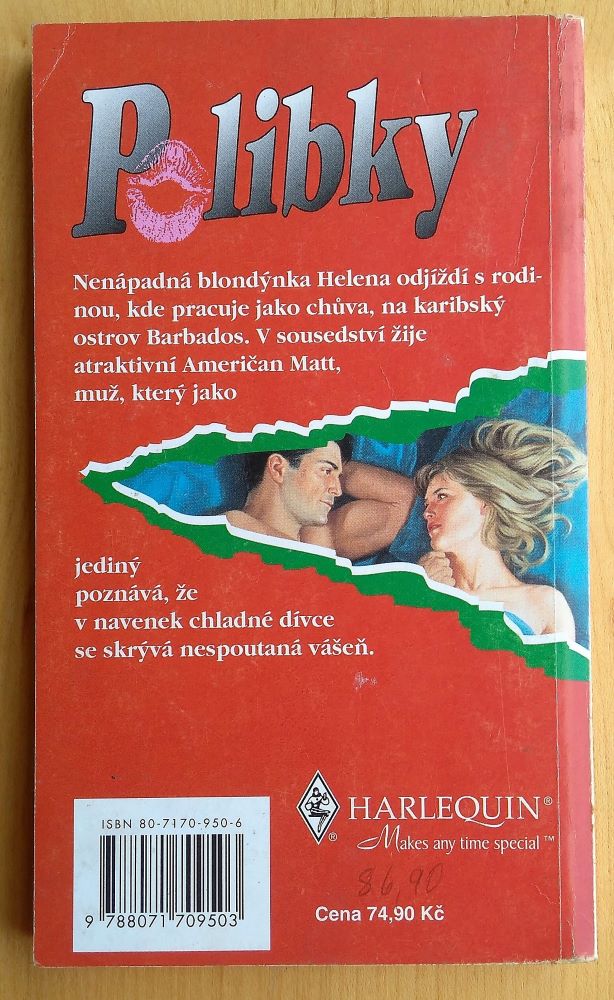 Polibky
Nenápadná blondýnka Helena odjíždí s rodi-
nou, kde pracuje jako chůva, na karibský
ostrov Barbados. V sousedství žije
atraktivní Američan Matt,
muž, který jako
jediný
poznává, že
v navenek chladné dívce
se skrývá nespoutaná vášeň.
ISBN 80-7170-950-6
9 788071 709503
HARLEQUIN®
®
Makes any time special™
86,90
Cena 74,90 Kč